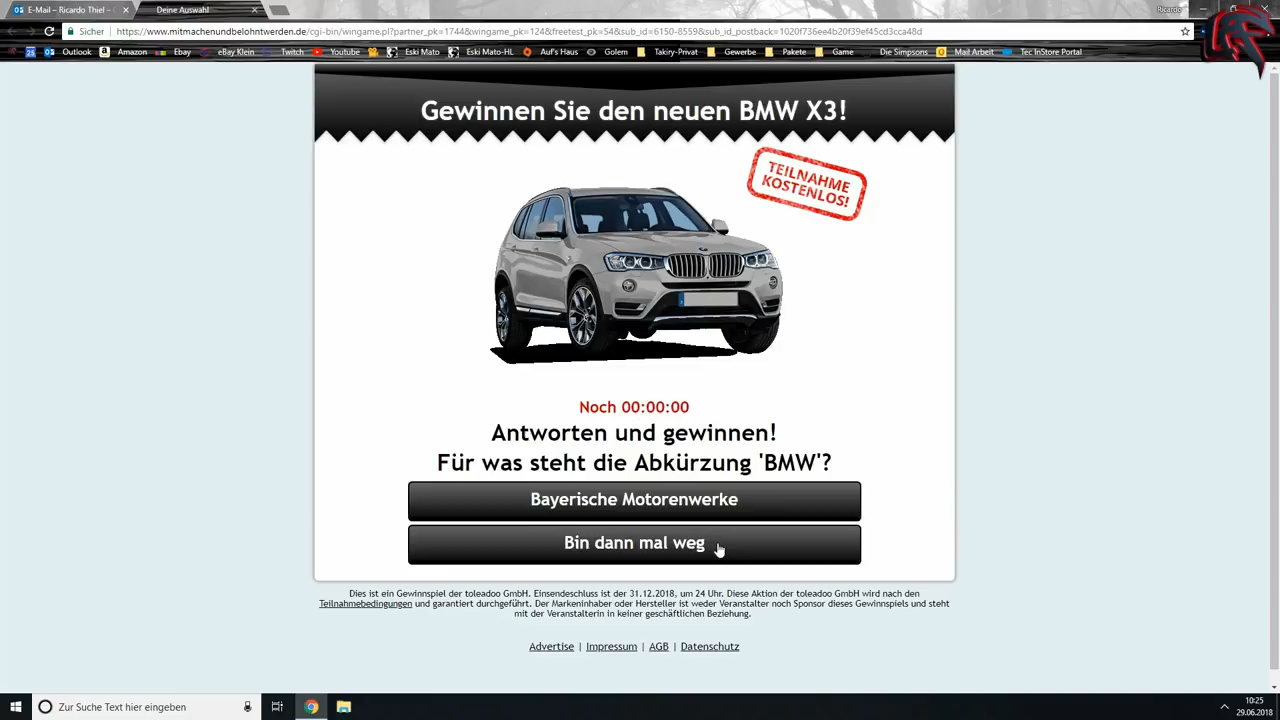 E-Mail – Ricardo Thiel – Deine Auswahl Ricardo
Sicher https://www.mitmachenundbelohntwerden.de/cgi-bin/wingame.pl?partner_pk=1744&wingame_pk=124&freetest_pk=54&sub_id=6150-8559&sub_id_postback=1020f736ee4b20f39ef45cd3cca48d
Outlook Amazon Ebay eBay Klein Twitch Youtube Eski Mato Eski Mato-HL Auf's Haus Golem Takiry-Privat Gewerbe Pakete Game Die Simpsons Mail Arbeit Tec InStore Portal
Gewinnen Sie den neuen BMW X3!
TEILNAHME
KOSTENLOS!
Noch 00:00:00
Antworten und gewinnen!
Für was steht die Abkürzung 'BMW'?
Bayerische Motorenwerke
Bin dann mal weg
Dies ist ein Gewinnspiel der toleadoo GmbH. Einsendeschluss ist der 31.12.2018, um 24 Uhr. Diese Aktion der toleadoo GmbH wird nach den
Teilnahmebedingungen und garantiert durchgeführt. Der Markeninhaber oder Hersteller ist weder Veranstalter noch Sponsor dieses Gewinnspiels und steht
mit der Veranstalterin in keiner geschäftlichen Beziehung.
Advertise | Impressum | AGB | Datenschutz
Zur Suche Text hier eingeben
10:25
29.06.2018